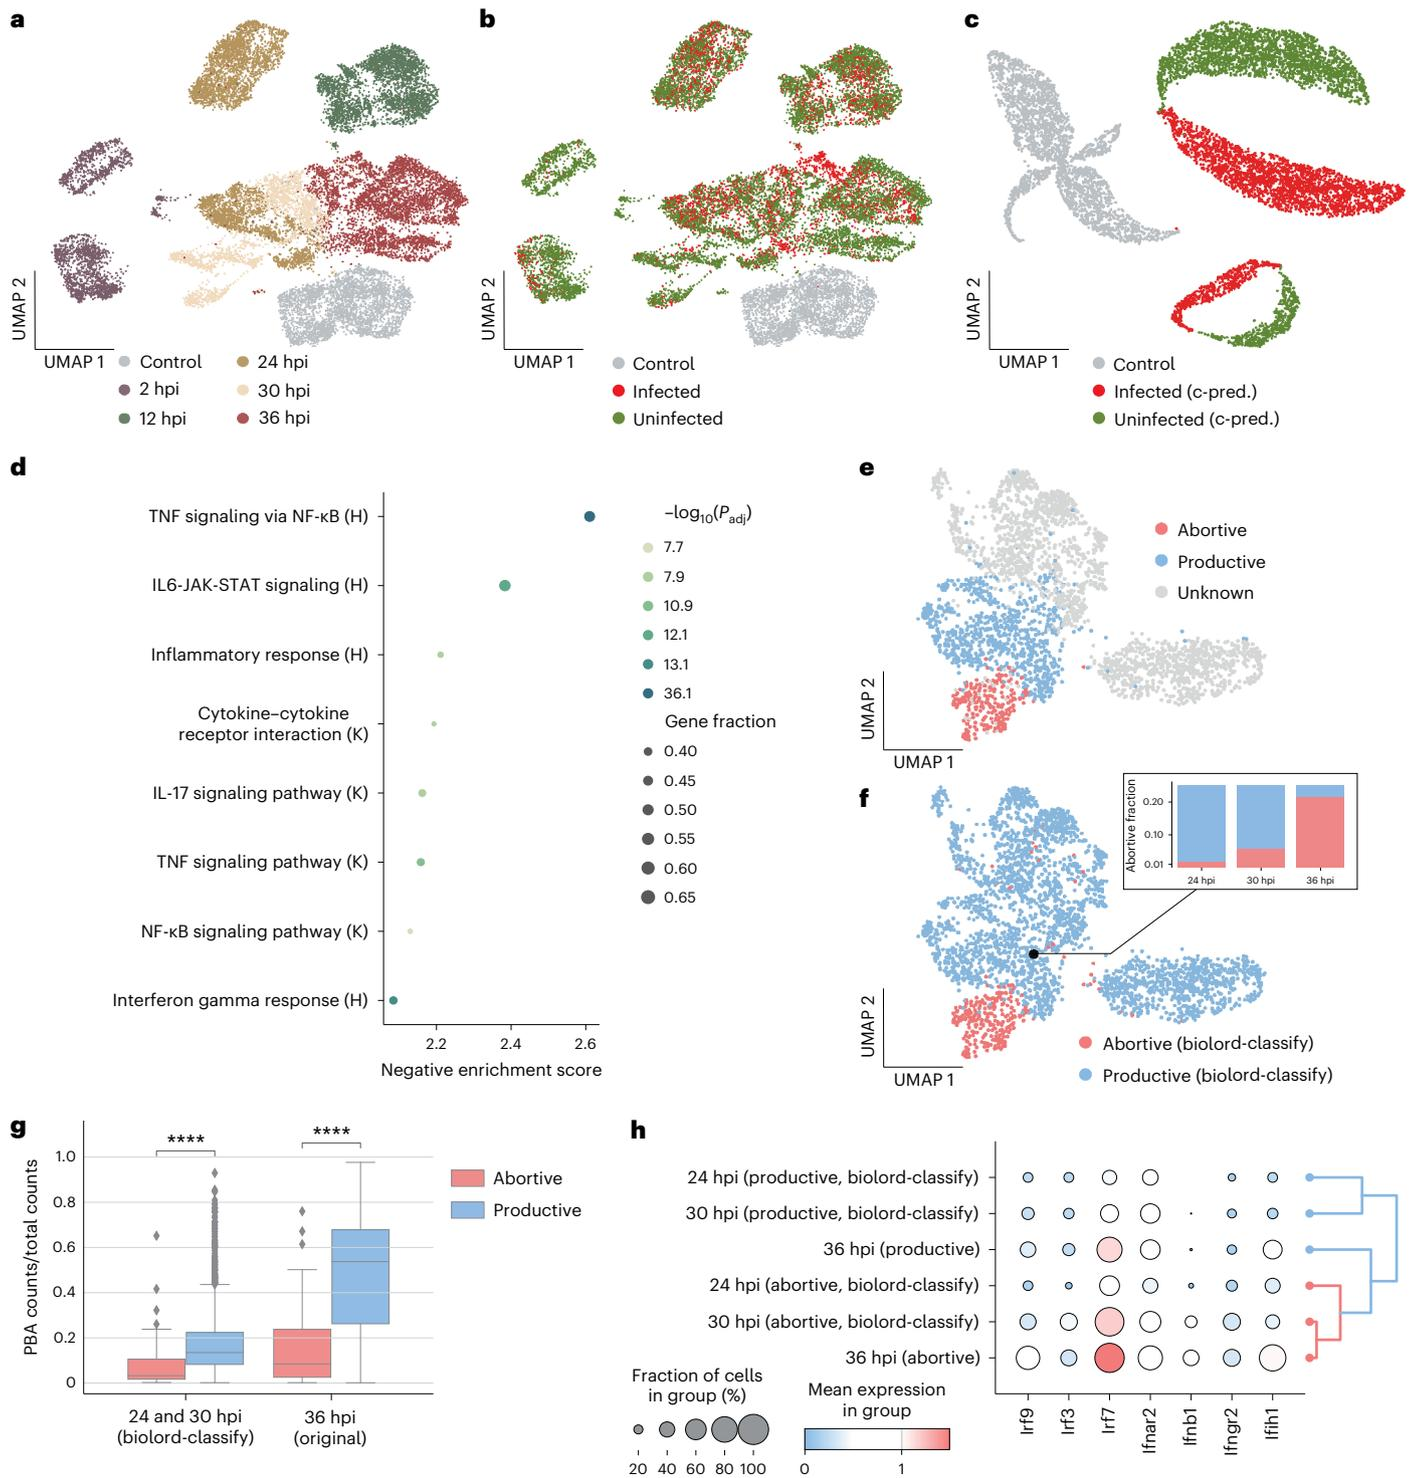 a
UMAP 2
UMAP 1
Control
2 hpi
12 hpi
24 hpi
30 hpi
36 hpi
b
UMAP 2
UMAP 1
Control
Infected
Uninfected
c
UMAP 2
UMAP 1
Control
Infected (c-pred.)
Uninfected (c-pred.)
d
TNF signaling via NF-κB (H)
IL6-JAK-STAT signaling (H)
Inflammatory response (H)
Cytokine–cytokine
receptor interaction (K)
IL-17 signaling pathway (K)
TNF signaling pathway (K)
NF-κB signaling pathway (K)
Interferon gamma response (H)
2.2 2.4 2.6
Negative enrichment score
–log10(Padj)
7.7
7.9
10.9
12.1
13.1
36.1
Gene fraction
0.40
0.45
0.50
0.55
0.60
0.65
e
UMAP 2
UMAP 1
Abortive
Productive
Unknown
f
UMAP 2
UMAP 1
Abortive fraction
0.20
0.10
0.01
24 hpi 30 hpi 36 hpi
Abortive (biolord-classify)
Productive (biolord-classify)
g
PBA counts/total counts
1.0
0.8
0.6
0.4
0.2
0
**** ****
24 and 30 hpi
(biolord-classify)
36 hpi
(original)
Abortive
Productive
h
24 hpi (productive, biolord-classify)
30 hpi (productive, biolord-classify)
36 hpi (productive)
24 hpi (abortive, biolord-classify)
30 hpi (abortive, biolord-classify)
36 hpi (abortive)
Irf9 Irf3 Irf7 Ifnar2 Ifnb1 Ifngr2 Ifih1
Fraction of cells
in group (%)
20 40 60 80 100
Mean expression
in group
0 1